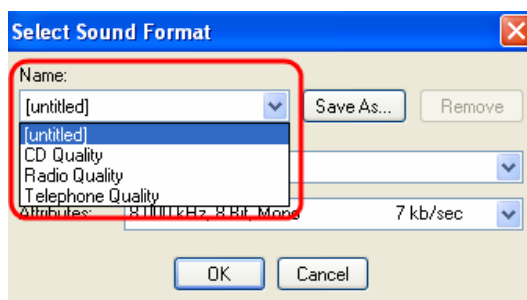 Select Sound Format
Name:
[untitled]
Save As...
Remove
[untitled]
CD Quality
Radio Quality
Telephone Quality
Attributes: 8.000 kHz, 8 Bit, Mono 7 kb/sec
OK
Cancel